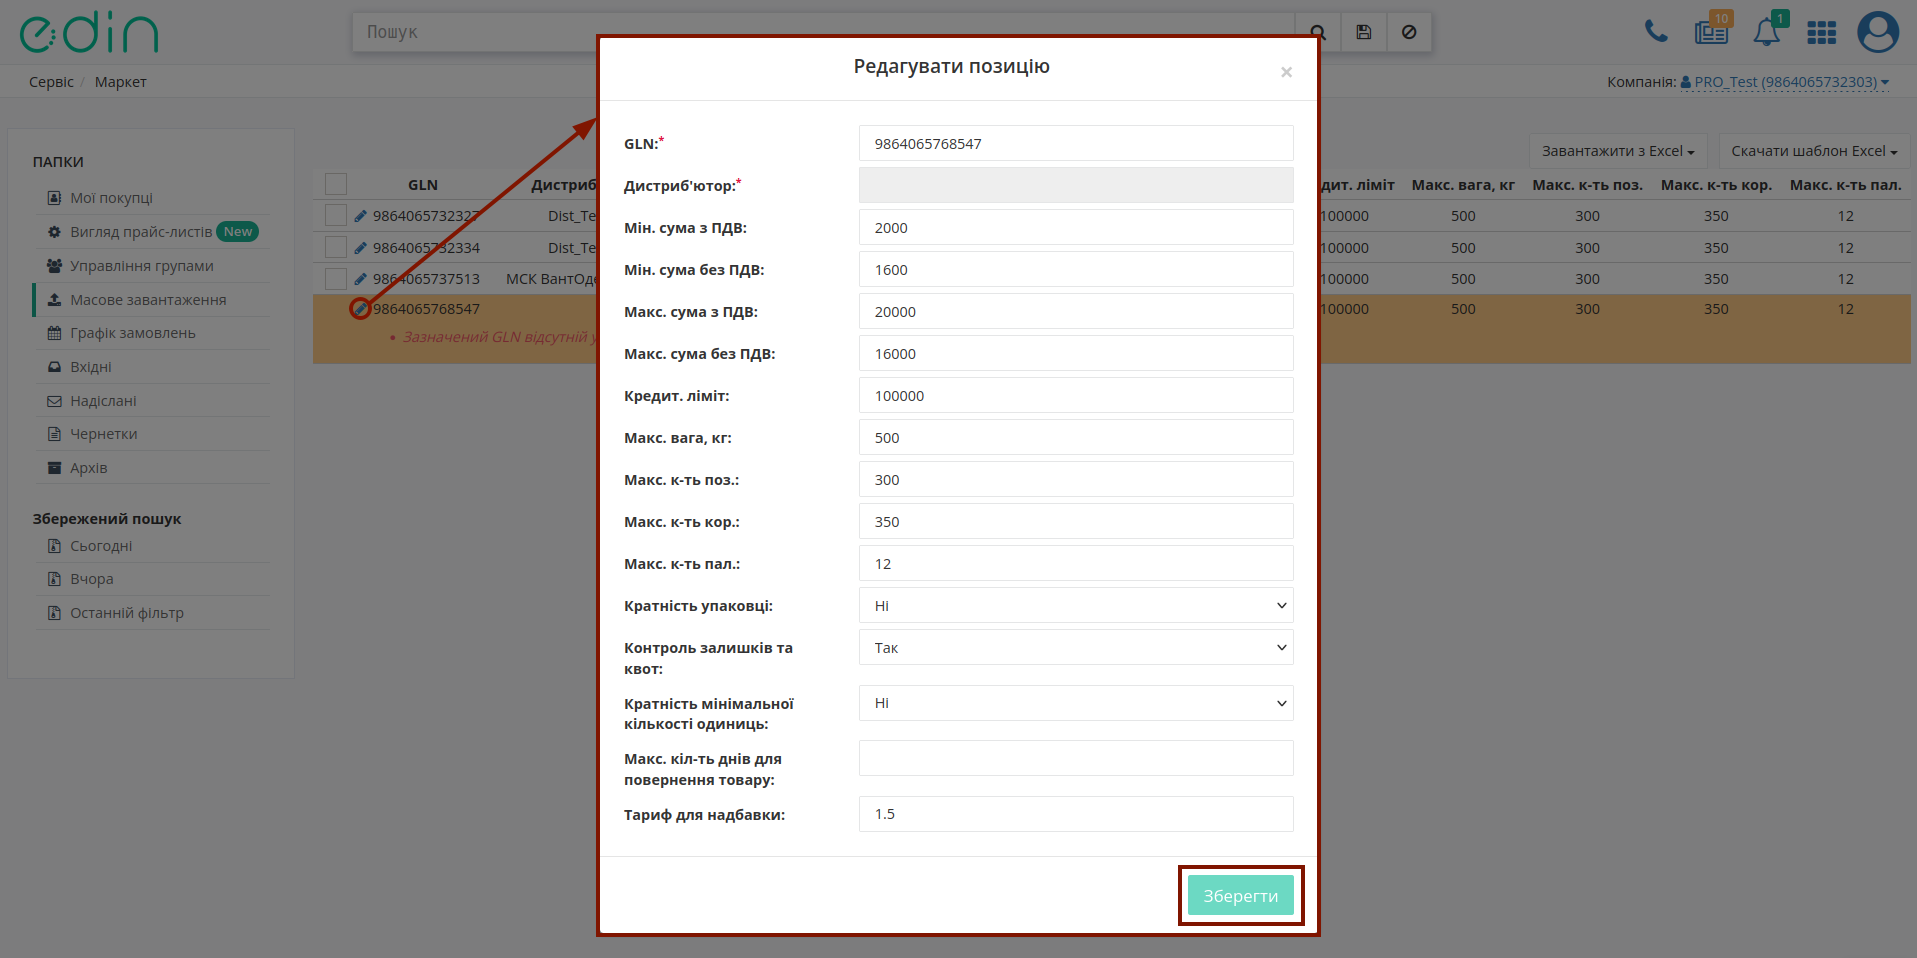 edin
Пошук
10
1
Сервіс / Маркет
Компанія: PRO_Test (9864065732303)
ПАПКИ
Мої покупці
Вигляд прайс-листів New
Управління групами
Масове завантаження
Графік замовлень
Вхідні
Надіслані
Чернетки
Архів
Збережений пошук
Сьогодні
Вчора
Останній фільтр
Завантажити з Excel
Скачати шаблон Excel
GLN Дистриб дит. ліміт Макс. вага, кг Макс. к-ть поз. Макс. к-ть кор. Макс. к-ть пал.
9864065732327 Dist_Te 100000 500 300 350 12
9864065732334 Dist_Te 100000 500 300 350 12
9864065737513 МСК ВантОде 100000 500 300 350 12
9864065768547 100000 500 300 350 12
Зазначений GLN відсутній у
Редагувати позицію
×
GLN:* 9864065768547
Дистриб'ютор:*
Мін. сума з ПДВ: 2000
Мін. сума без ПДВ: 1600
Макс. сума з ПДВ: 20000
Макс. сума без ПДВ: 16000
Кредит. ліміт: 100000
Макс. вага, кг: 500
Макс. к-ть поз.: 300
Макс. к-ть кор.: 350
Макс. к-ть пал.: 12
Кратність упаковці: Ні
Контроль залишків та
квот:
Так
Кратність мінімальної
кількості одиниць:
Ні
Макс. кіл-ть днів для
повернення товару:
Тариф для надбавки: 1.5
Зберегти